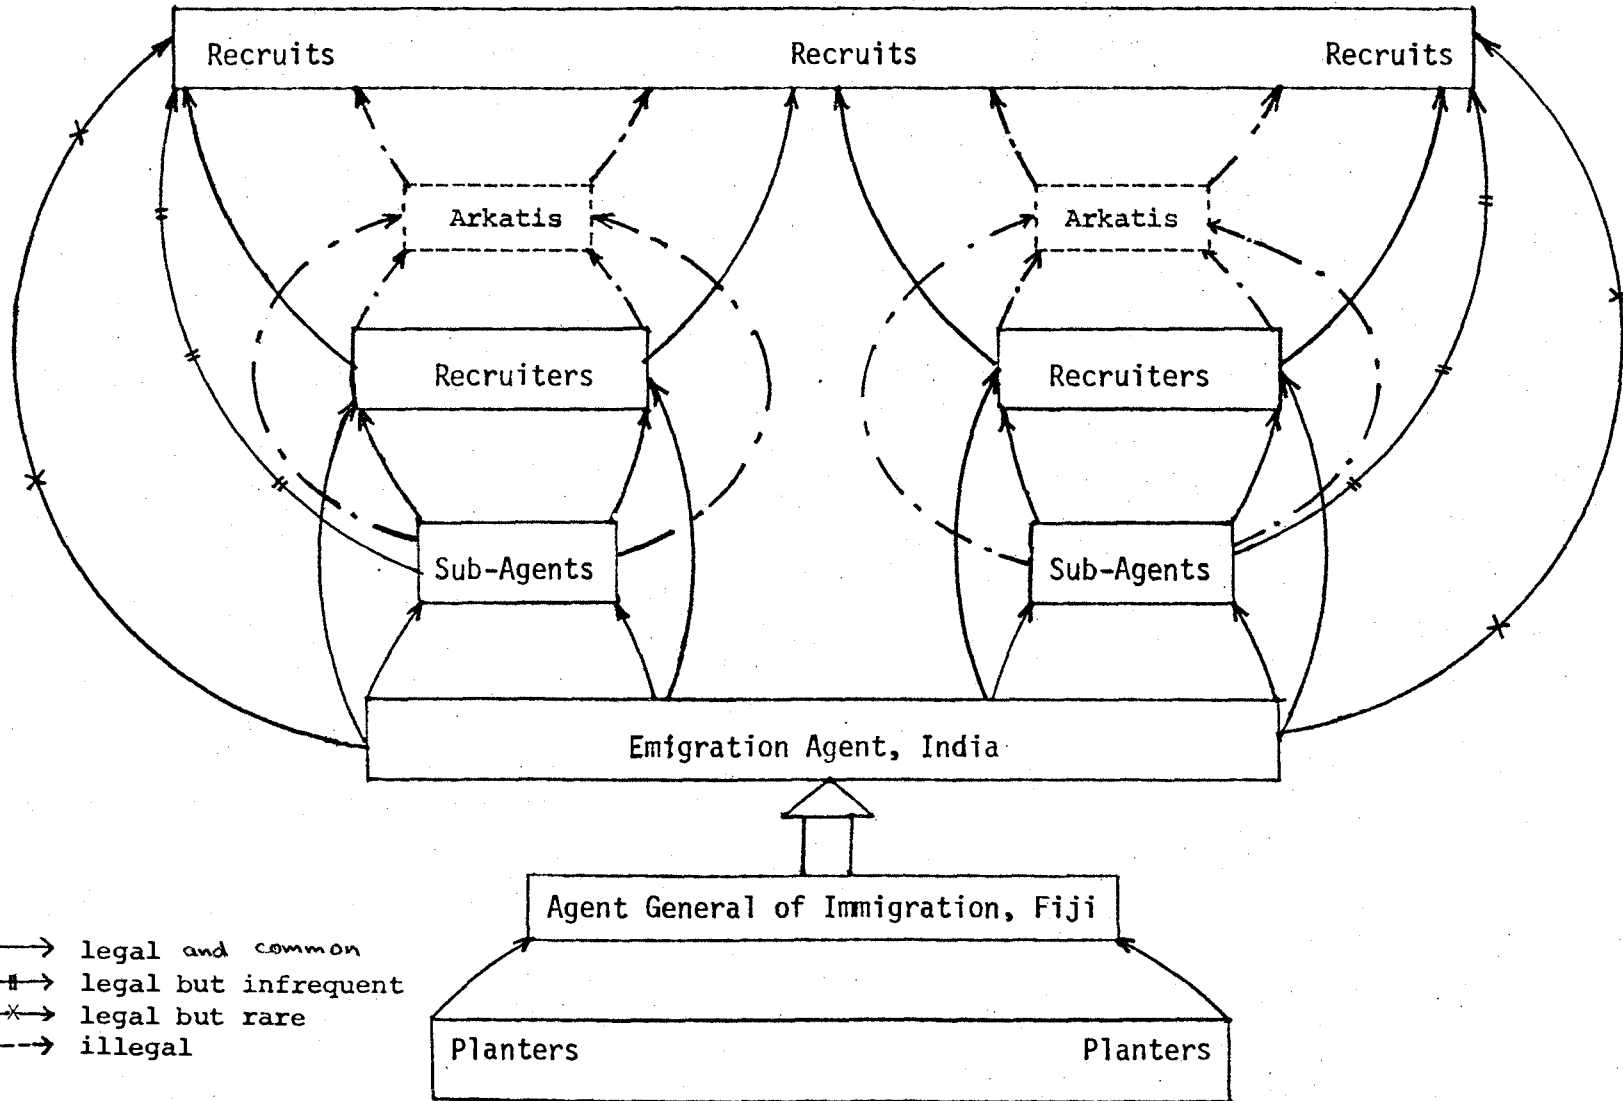 Recruits Recruits Recruits
Arkatis Arkatis
Recruiters Recruiters
Sub-Agents Sub-Agents
Emigration Agent, India
Agent General of Immigration, Fiji
legal and common
legal but infrequent
legal but rare
illegal
Planters Planters